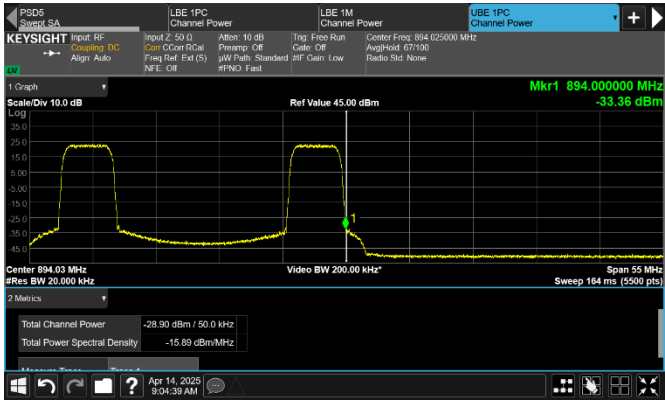 PSD5
Swept SA
LBE 1PC
Channel Power
LBE 1M
Channel Power
UBE 1PC
Channel Power
KEYSIGHT
Input: RF
Coupling: DC
Align: Auto
Input Z: 50 Ω
Corr CCorr RCal
Freq Ref: Ext (S)
NFE: Off
Atten: 10 dB
Preamp: Off
µW Path: Standard
#PNO: Fast
Trig: Free Run
Gate: Off
#IF Gain: Low
Center Freq: 894.025000 MHz
Avg|Hold: 67/100
Radio Std: None
1 Graph
Mkr1 894.000000 MHz
-33.36 dBm
Scale/Div 10.0 dB
Ref Value 45.00 dBm
Log
35.0
25.0
15.0
5.00
-5.00
-15.0
-25.0
-35.0
-45.0
1
Center 894.03 MHz
#Res BW 20.000 kHz
Video BW 200.00 kHz*
Span 55 MHz
Sweep 164 ms (5500 pts)
2 Metrics
Total Channel Power -28.90 dBm / 50.0 kHz
Total Power Spectral Density -15.89 dBm/MHz
Measure Trace Trace 1
Apr 14, 2025
9:04:39 AM